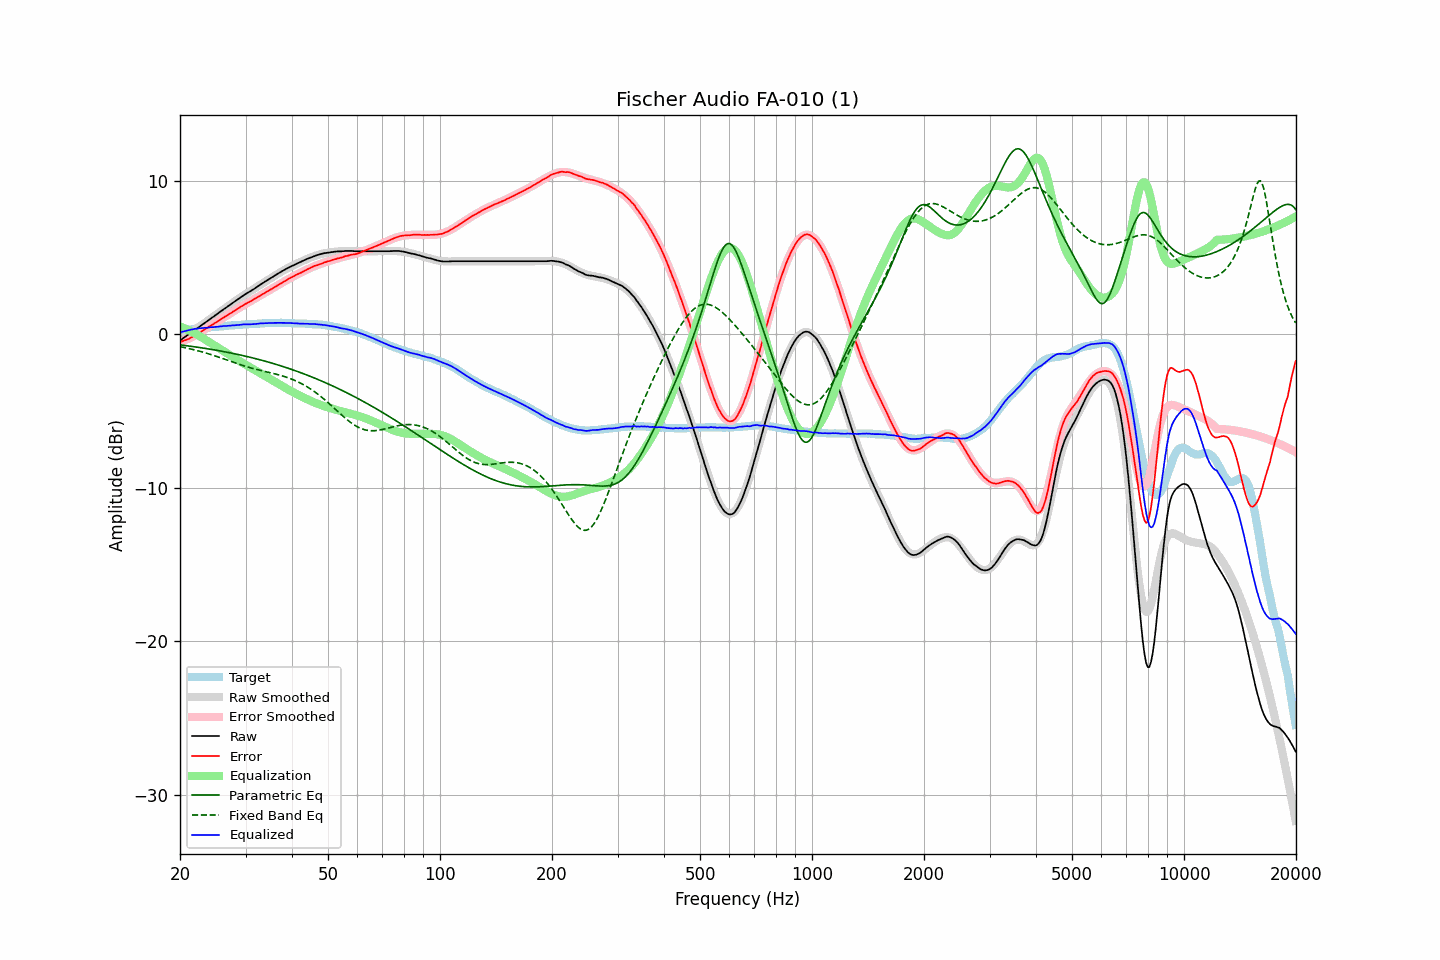 Fischer Audio FA-010 (1)
Amplitude (dBr)
10
0
−10
−20
−30
Target
Raw Smoothed
Error Smoothed
Raw
Error
Equalization
Parametric Eq
Fixed Band Eq
Equalized
20 50 100 200 500 1000 2000 5000 10000 20000
Frequency (Hz)